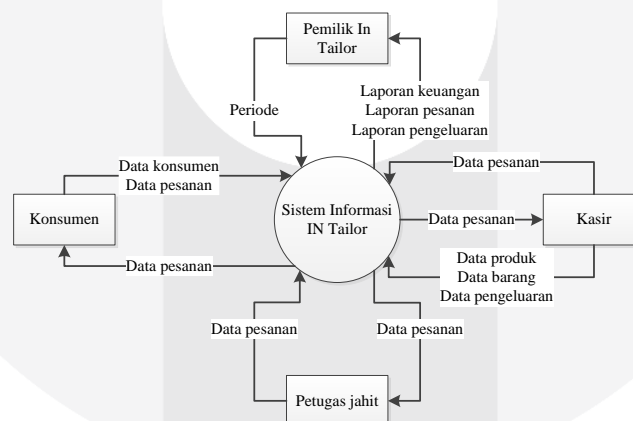 Pemilik In
Tailor
Laporan keuangan
Laporan pesanan
Laporan pengeluaran
Periode
Data konsumen
Data pesanan
Data pesanan
Konsumen
Sistem Informasi
IN Tailor
Data pesanan
Kasir
Data pesanan
Data produk
Data barang
Data pengeluaran
Data pesanan
Data pesanan
Petugas jahit